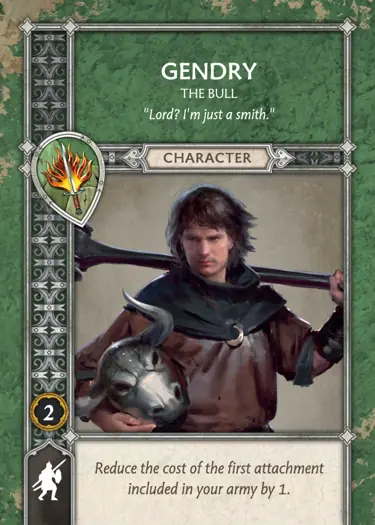 GENDRY
THE BULL
"Lord? I'm just a smith."
CHARACTER
2
Reduce the cost of the first attachment
included in your army by 1.